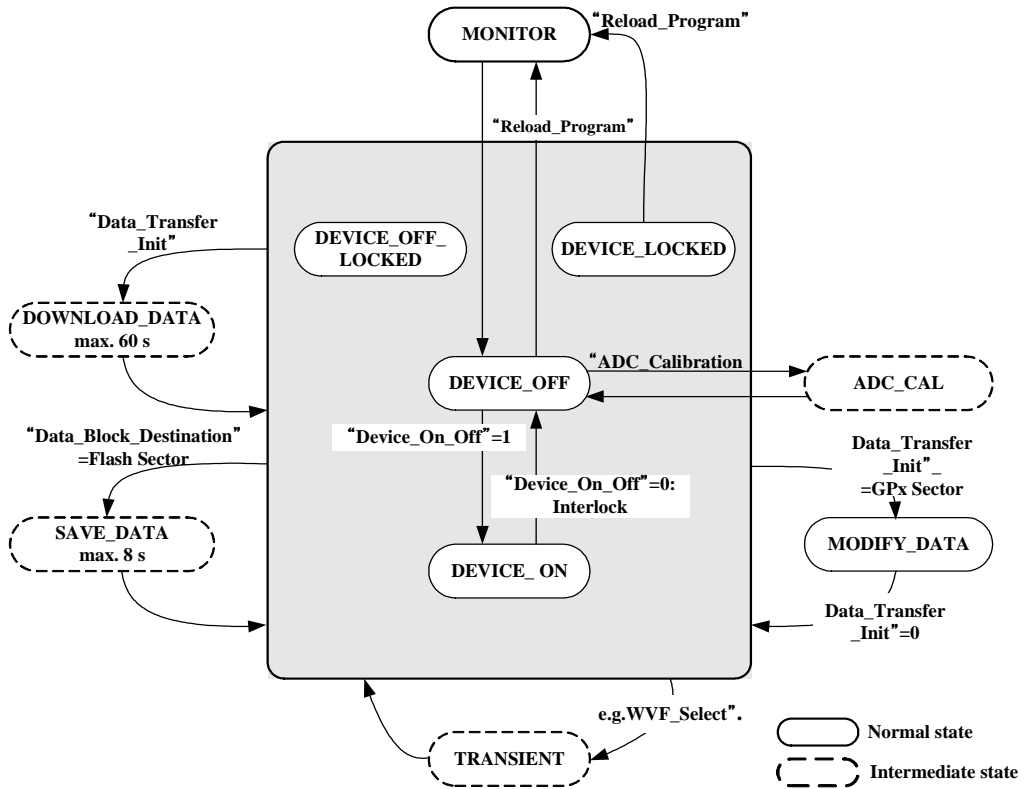 MONITOR
“Reload_Program”
“Reload_Program”
“Data_Transfer
_Init”
DEVICE_OFF_
LOCKED
DEVICE_LOCKED
DOWNLOAD_DATA
max. 60 s
DEVICE_OFF
“ADC_Calibration
ADC_CAL
“Data_Block_Destination”
=Flash Sector
“Device_On_Off”=1
Data_Transfer
_Init”_
=GPx Sector
“Device_On_Off”=0:
Interlock
SAVE_DATA
max. 8 s
DEVICE_ ON
MODIFY_DATA
Data_Transfer
_Init”=0
e.g.WVF_Select”.
TRANSIENT
Normal state
Intermediate state